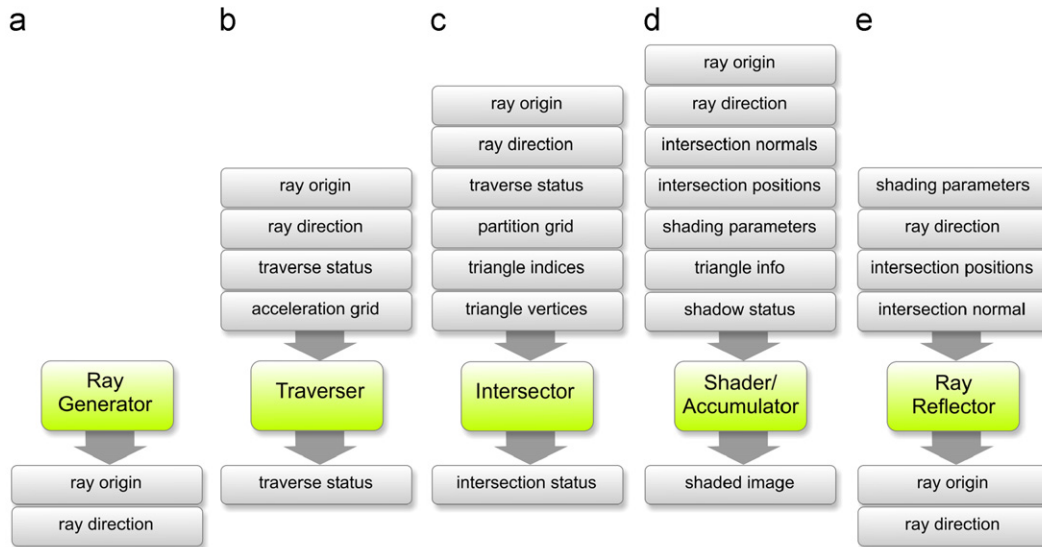 a
b
c
d
e
Ray
Generator
ray origin
ray direction
ray origin
ray direction
traverse status
acceleration grid
Traverser
traverse status
ray origin
ray direction
traverse status
partition grid
triangle indices
triangle vertices
Intersector
intersection status
ray origin
ray direction
intersection normals
intersection positions
shading parameters
triangle info
shadow status
Shader/
Accumulator
shaded image
shading parameters
ray direction
intersection positions
intersection normal
Ray
Reflector
ray origin
ray direction